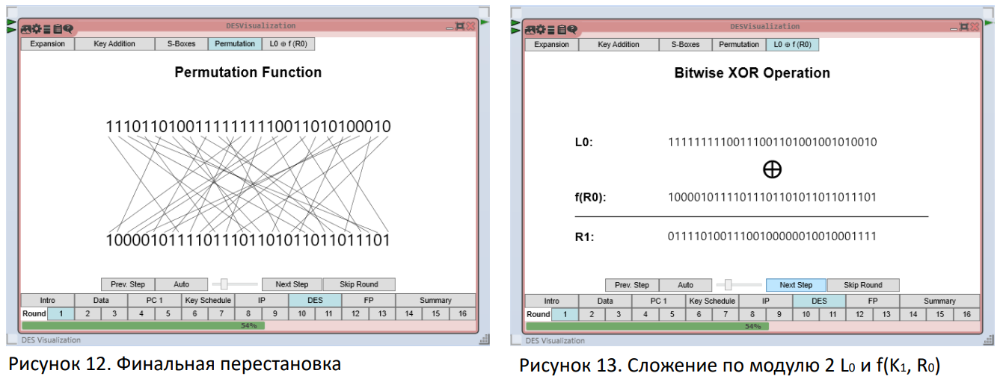 DESVisualization
Expansion Key Addition S-Boxes Permutation L0 ⊕ f (R0)
Permutation Function
11101101001111111110011010100010
10000101111011101101011011011101
Prev. Step Auto Next Step Skip Round
Intro Data PC 1 Key Schedule IP DES FP Summary
Round 1 2 3 4 5 6 7 8 9 10 11 12 13 14 15 16
54%
DES Visualization
Рисунок 12. Финальная перестановка
DESVisualization
Expansion Key Addition S-Boxes Permutation L0 ⊕ f (R0)
Bitwise XOR Operation
L0: 11111111100111001101001001010010
⊕
f(R0): 10000101111011101101011011011101
R1: 01111010011100100000010010001111
Prev. Step Auto Next Step Skip Round
Intro Data PC 1 Key Schedule IP DES FP Summary
Round 1 2 3 4 5 6 7 8 9 10 11 12 13 14 15 16
54%
DES Visualization
Рисунок 13. Сложение по модулю 2 L₀ и f(K₁, R₀)